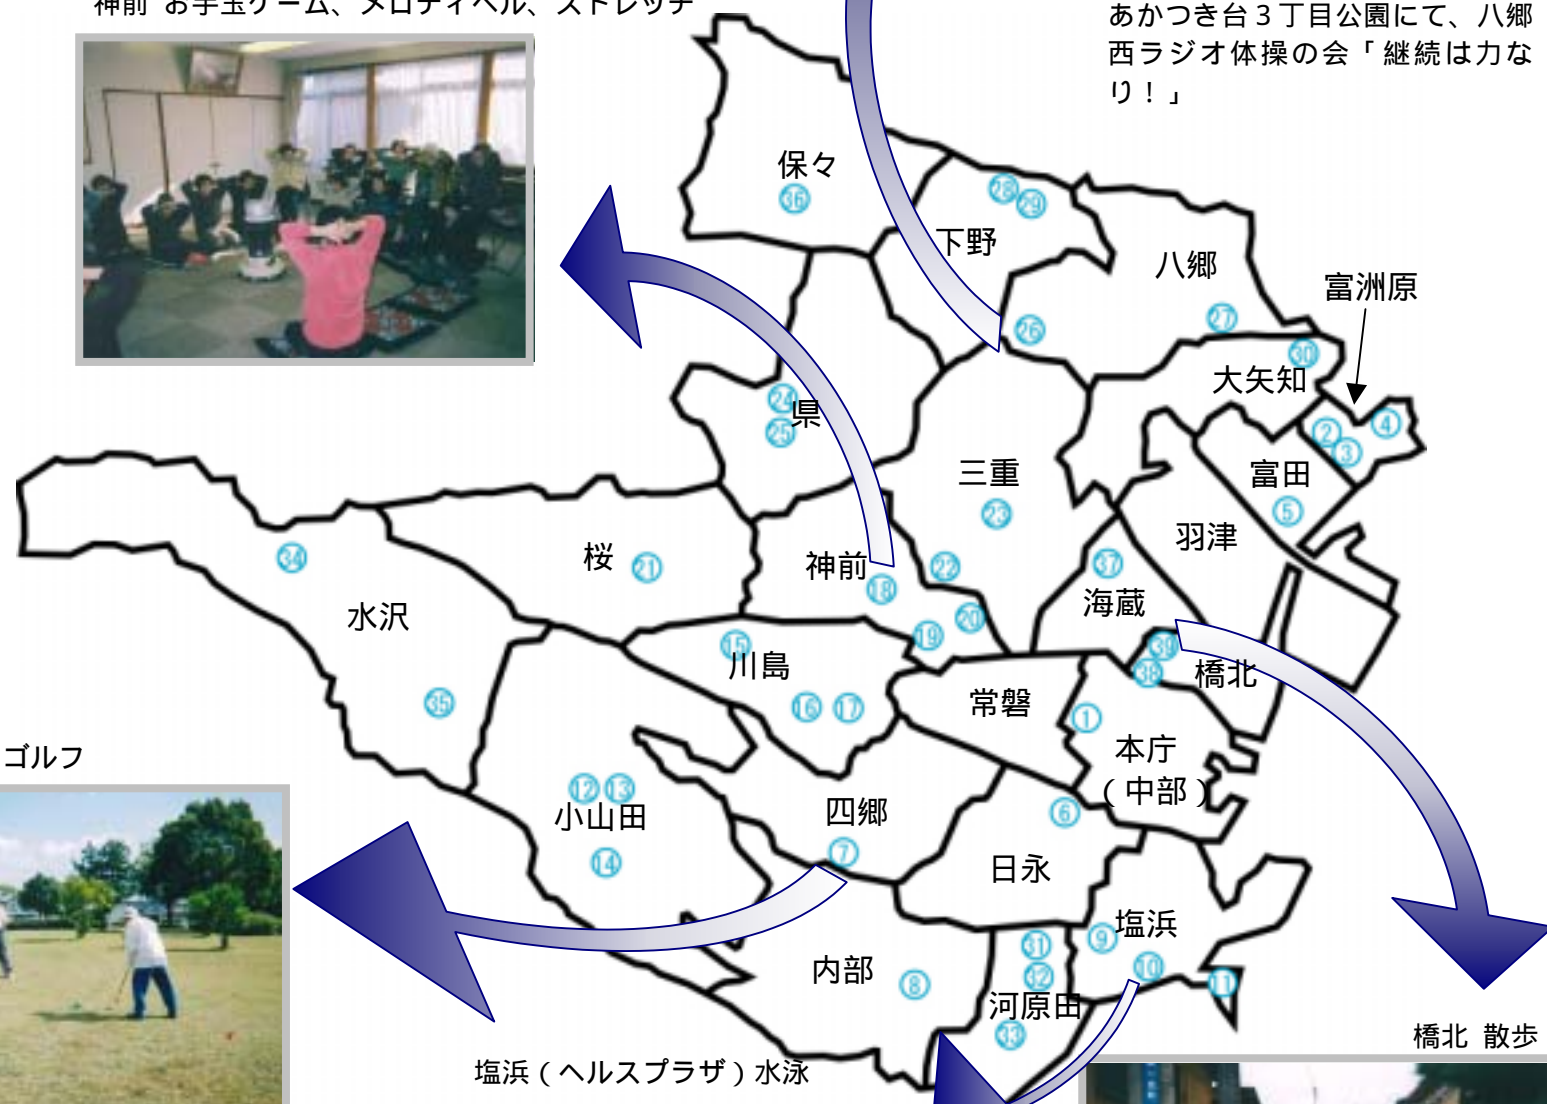 神前 お手玉ゲーム、メロディベル、ストレッチ
あかつき台３丁目公園にて、八郷
西ラジオ体操の会「継続は力な
り！」
保々
㊱
㉘
㉙
下野
八郷
富洲原
㉖
㉗
㉚
大矢知
㉔
県
㉕
②
③
④
三重
富田
㉓
⑤
羽津
㉞
桜
㉑
神前
⑱
㉒
㊲
海蔵
水沢
⑮
川島
⑲
⑳
㊴
㊳
橋北
㉟
⑯
⑰
常磐
①
本庁
（中部）
ゴルフ
⑫
⑬
小山田
⑭
四郷
⑦
⑥
日永
塩浜
⑨
⑩
⑪
内部
⑧
㉛
㉜
河原田
㉝
橋北 散歩
塩浜（ヘルスプラザ）水泳